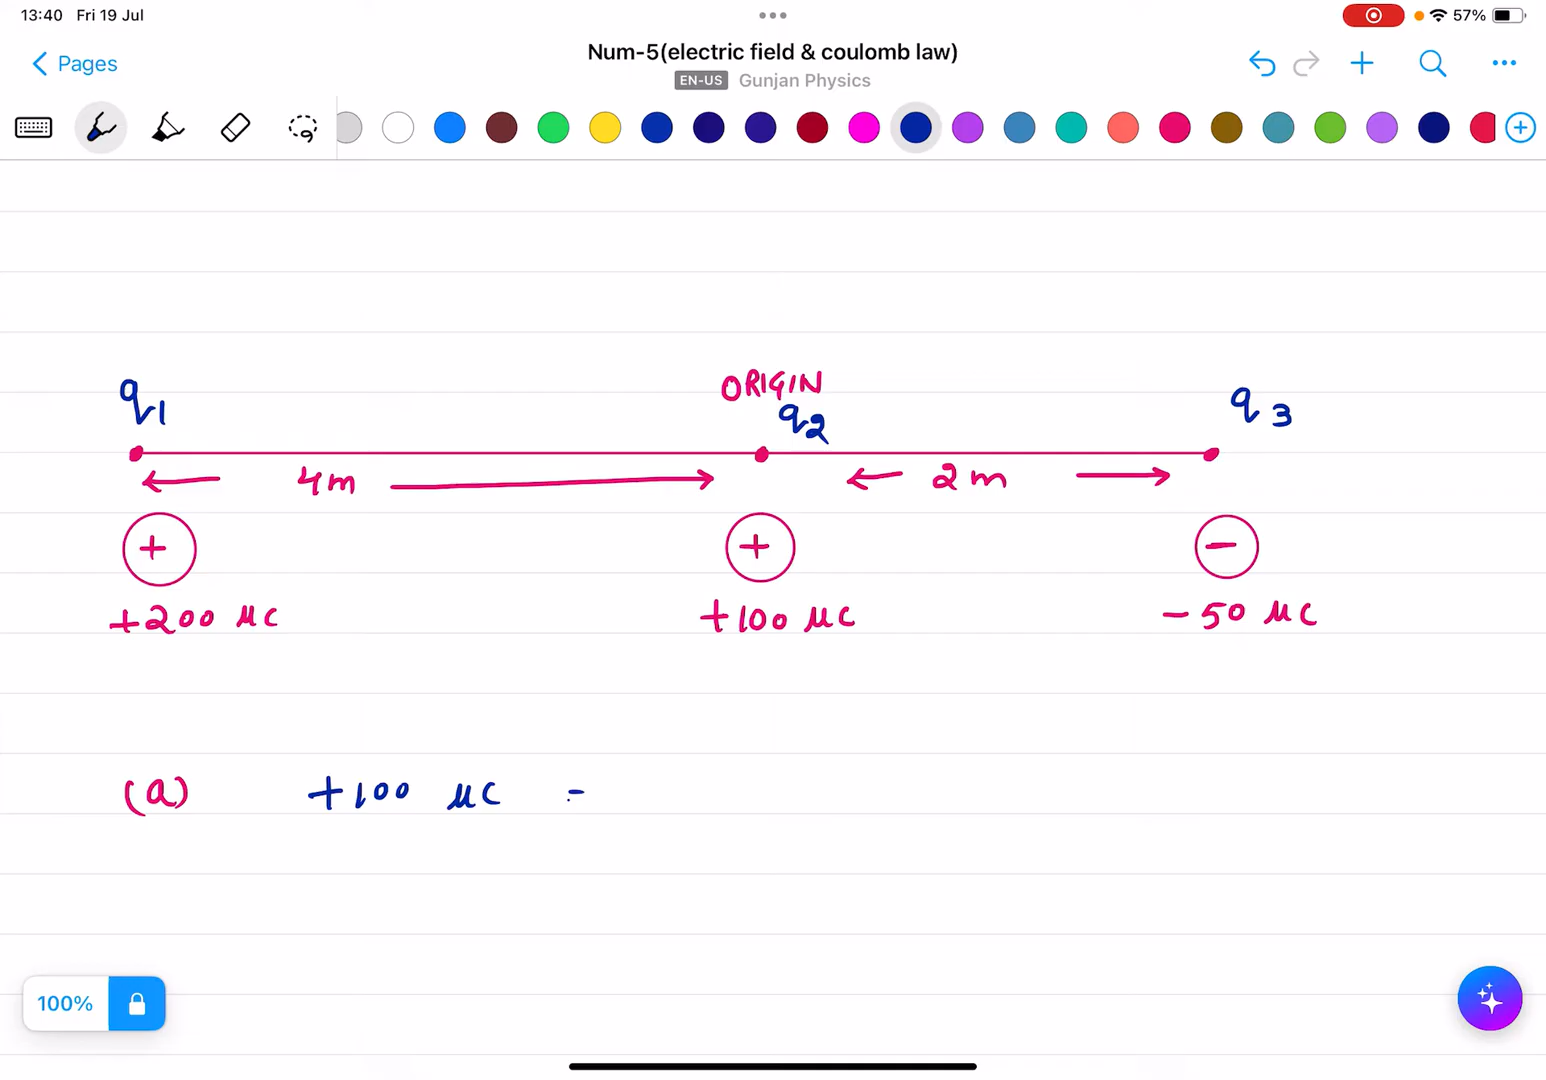 13:40 Fri 19 Jul 57%
Pages
Num-5(electric field & coulomb law)
EN-US Gunjan Physics
ORIGIN
q1 q2 q3
4m 2m
+ + -
+200 μC +100 μC -50 μC
(a) +100 μC =
100%